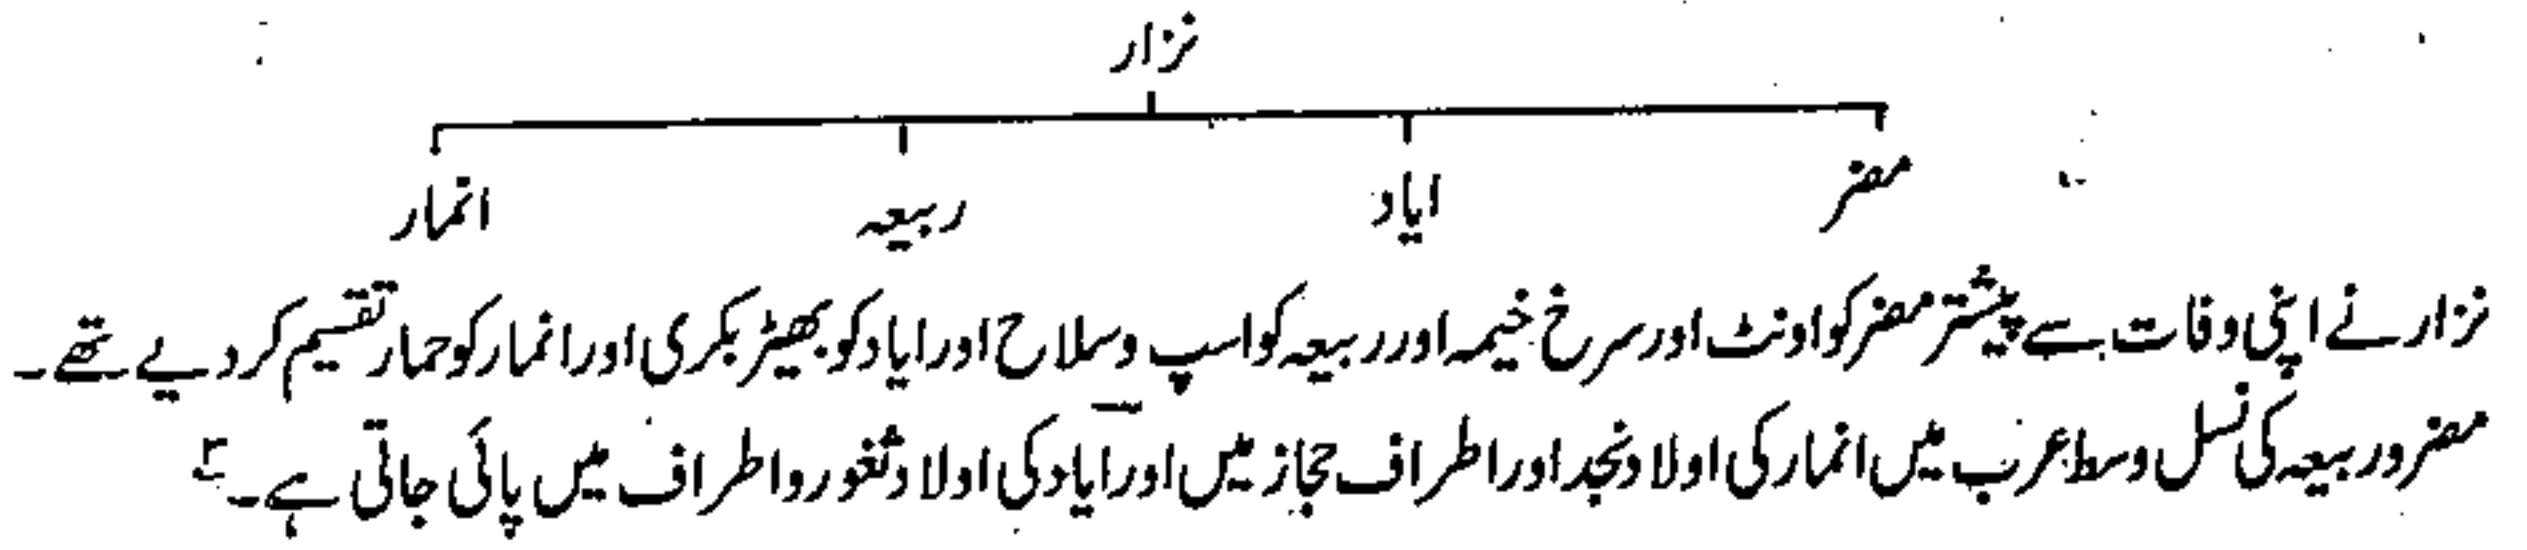 نزار
مضر ایاد ربیعہ انمار
نزار نے اپنی وفات سے پیشتر مضر کو اونٹ اور سرخ خیمہ اور ربیعہ کو اسپ و سلاح اور ایاد کو بھیڑ بکری اور انمار کو حمار تقسیم کر دیے تھے۔
مضر و ربیعہ کی نسل وسط عرب میں انمار کی اولاد نجد اور اطراف حجاز میں اور ایاد کی اولاد ثغور و اطراف میں پائی جاتی ہے۔